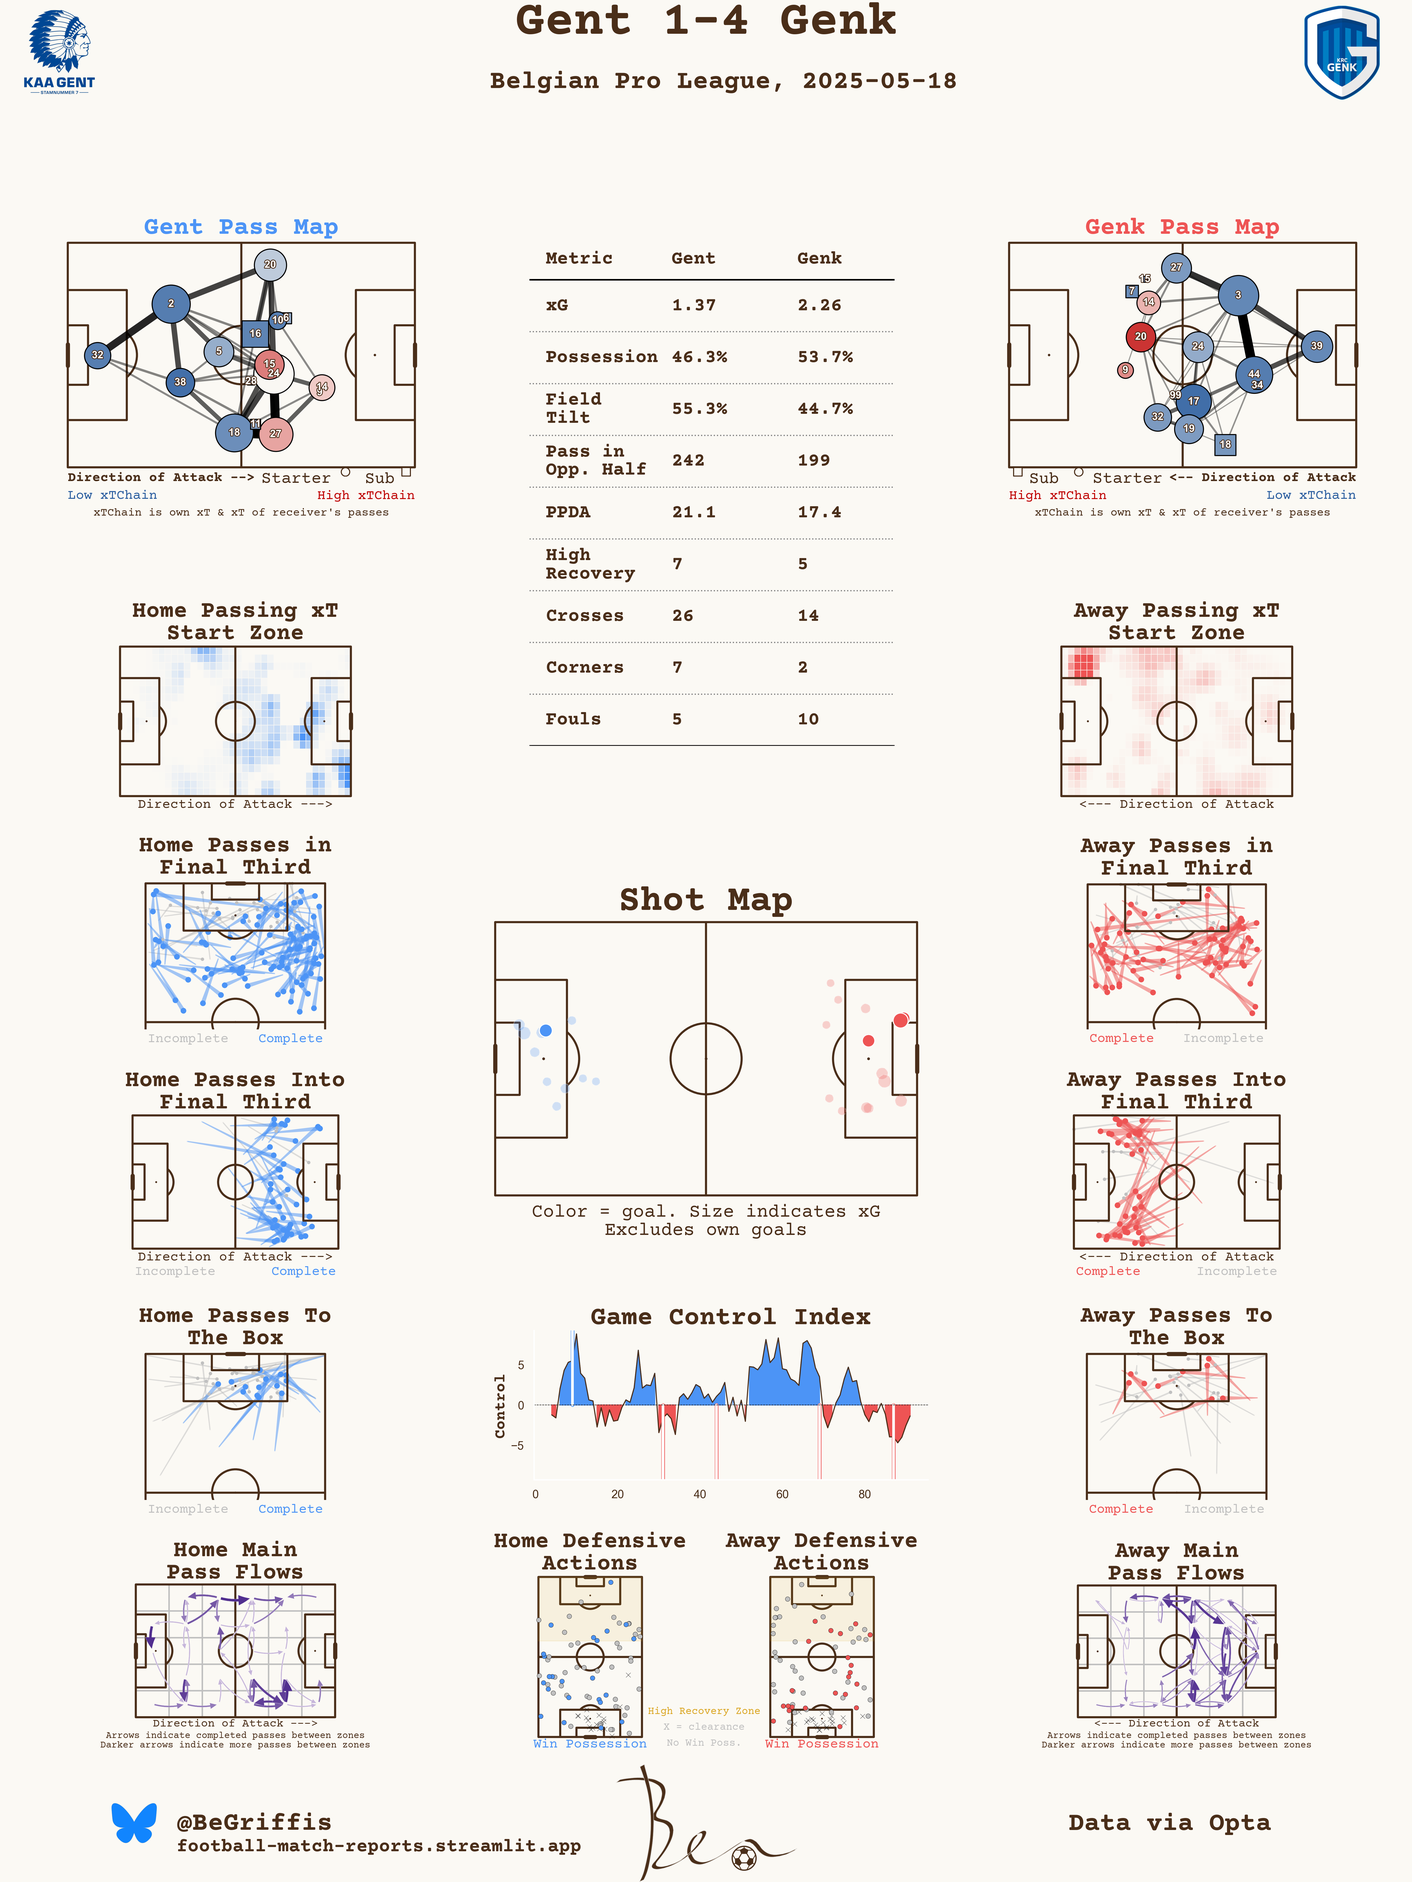 Gent 1-4 Genk
Belgian Pro League, 2025-05-18
KAA GENT
STAMNUMMER 7
KRC
GENK
Gent Pass Map
20
2
10
6
16
5
32
15
24
28
38
14
9
11
18
27
Direction of Attack --> Starter Sub
Low xTChain High xTChain
xTChain is own xT & xT of receiver's passes
Metric Gent Genk
xG 1.37 2.26
Possession 46.3% 53.7%
Field
Tilt 55.3% 44.7%
Pass in
Opp. Half 242 199
PPDA 21.1 17.4
High
Recovery 7 5
Crosses 26 14
Corners 7 2
Fouls 5 10
Genk Pass Map
27
15
7
14
3
20
24
39
9
44
34
99
17
32
19
18
Sub Starter <-- Direction of Attack
High xTChain Low xTChain
xTChain is own xT & xT of receiver's passes
Home Passing xT
Start Zone
Direction of Attack --->
Away Passing xT
Start Zone
<--- Direction of Attack
Home Passes in
Final Third
Incomplete Complete
Away Passes in
Final Third
Complete Incomplete
Shot Map
Color = goal. Size indicates xG
Excludes own goals
Home Passes Into
Final Third
Direction of Attack --->
Incomplete Complete
Away Passes Into
Final Third
<--- Direction of Attack
Complete Incomplete
Home Passes To
The Box
Incomplete Complete
Game Control Index
Control
5
0
−5
0 20 40 60 80
Away Passes To
The Box
Complete Incomplete
Home Main
Pass Flows
Direction of Attack --->
Arrows indicate completed passes between zones
Darker arrows indicate more passes between zones
Home Defensive
Actions
Win Possession
High Recovery Zone
X = clearance
No Win Poss.
Away Defensive
Actions
Win Possession
Away Main
Pass Flows
<--- Direction of Attack
Arrows indicate completed passes between zones
Darker arrows indicate more passes between zones
@BeGriffis
football-match-reports.streamlit.app
Ben
Data via Opta